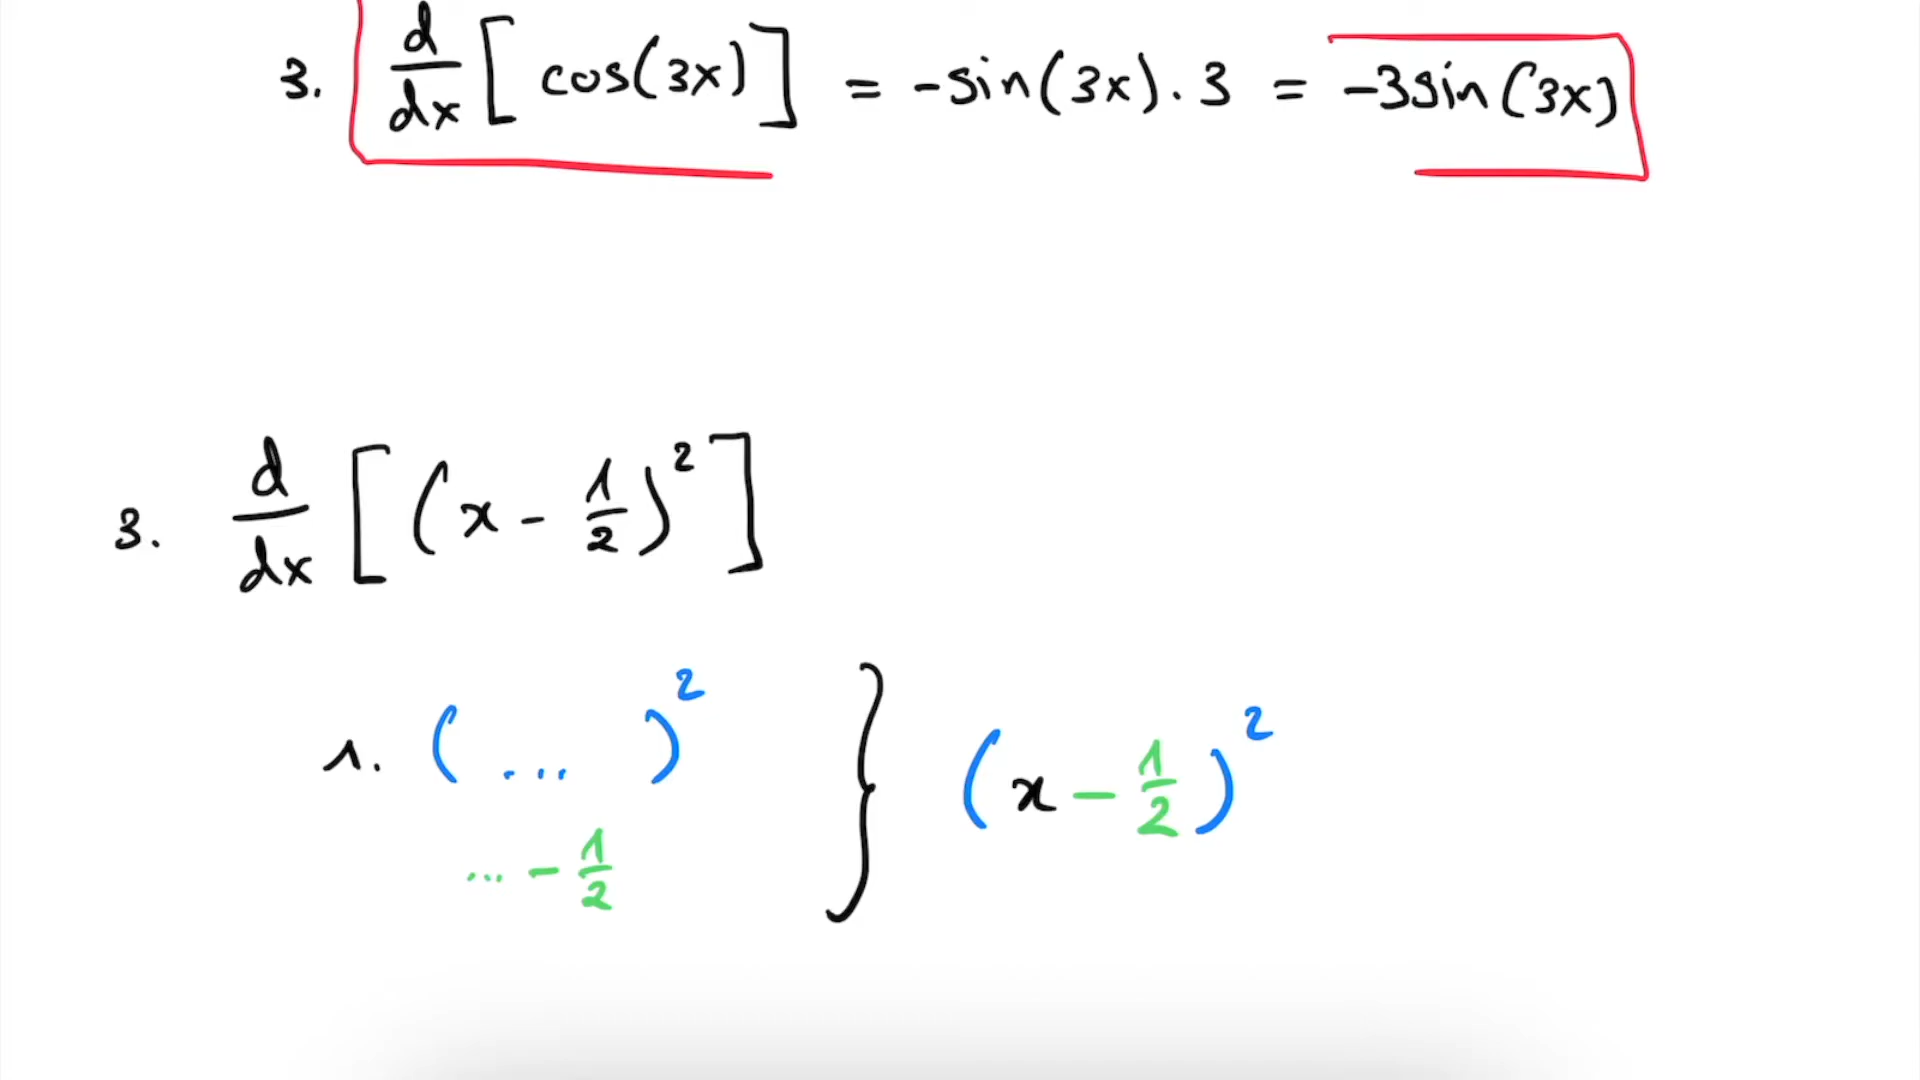 3. d/dx [cos(3x)] = -sin(3x) · 3 = -3sin(3x)
3. d/dx [(x - 1/2)²]
1. ( ... )² } (x - 1/2)²
... - 1/2